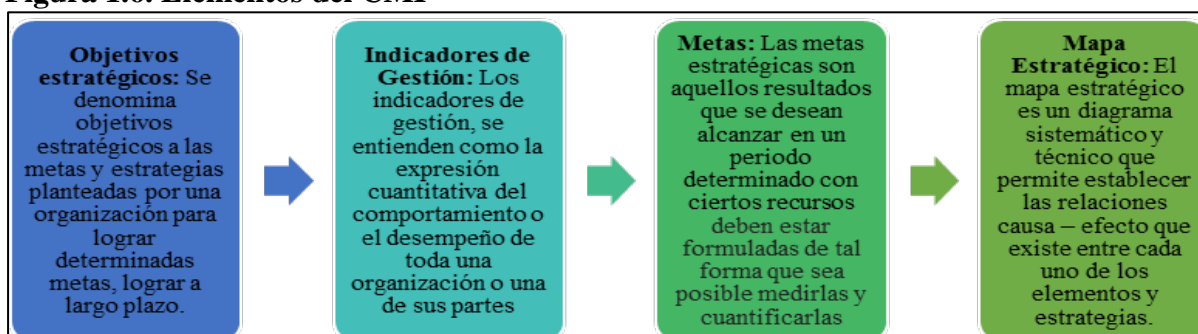 Figura 1.6. Elementos del CMI
Objetivos
estratégicos: Se
denomina
objetivos
estratégicos a las
metas y estrategias
planteadas por una
organización para
lograr
determinadas
metas, lograr a
largo plazo.
Indicadores de
Gestión: Los
indicadores de
gestión, se
entienden como la
expresión
cuantitativa del
comportamiento o
el desempeño de
toda una
organización o una
de sus partes
Metas: Las metas
estratégicas son
aquellos resultados
que se desean
alcanzar en un
periodo
determinado con
ciertos recursos
deben estar
formuladas de tal
forma que sea
posible medirlas y
cuantificarlas
Mapa
Estratégico: El
mapa estratégico
es un diagrama
sistemático y
técnico que
permite establecer
las relaciones
causa – efecto que
existe entre cada
uno de los
elementos y
estrategias.